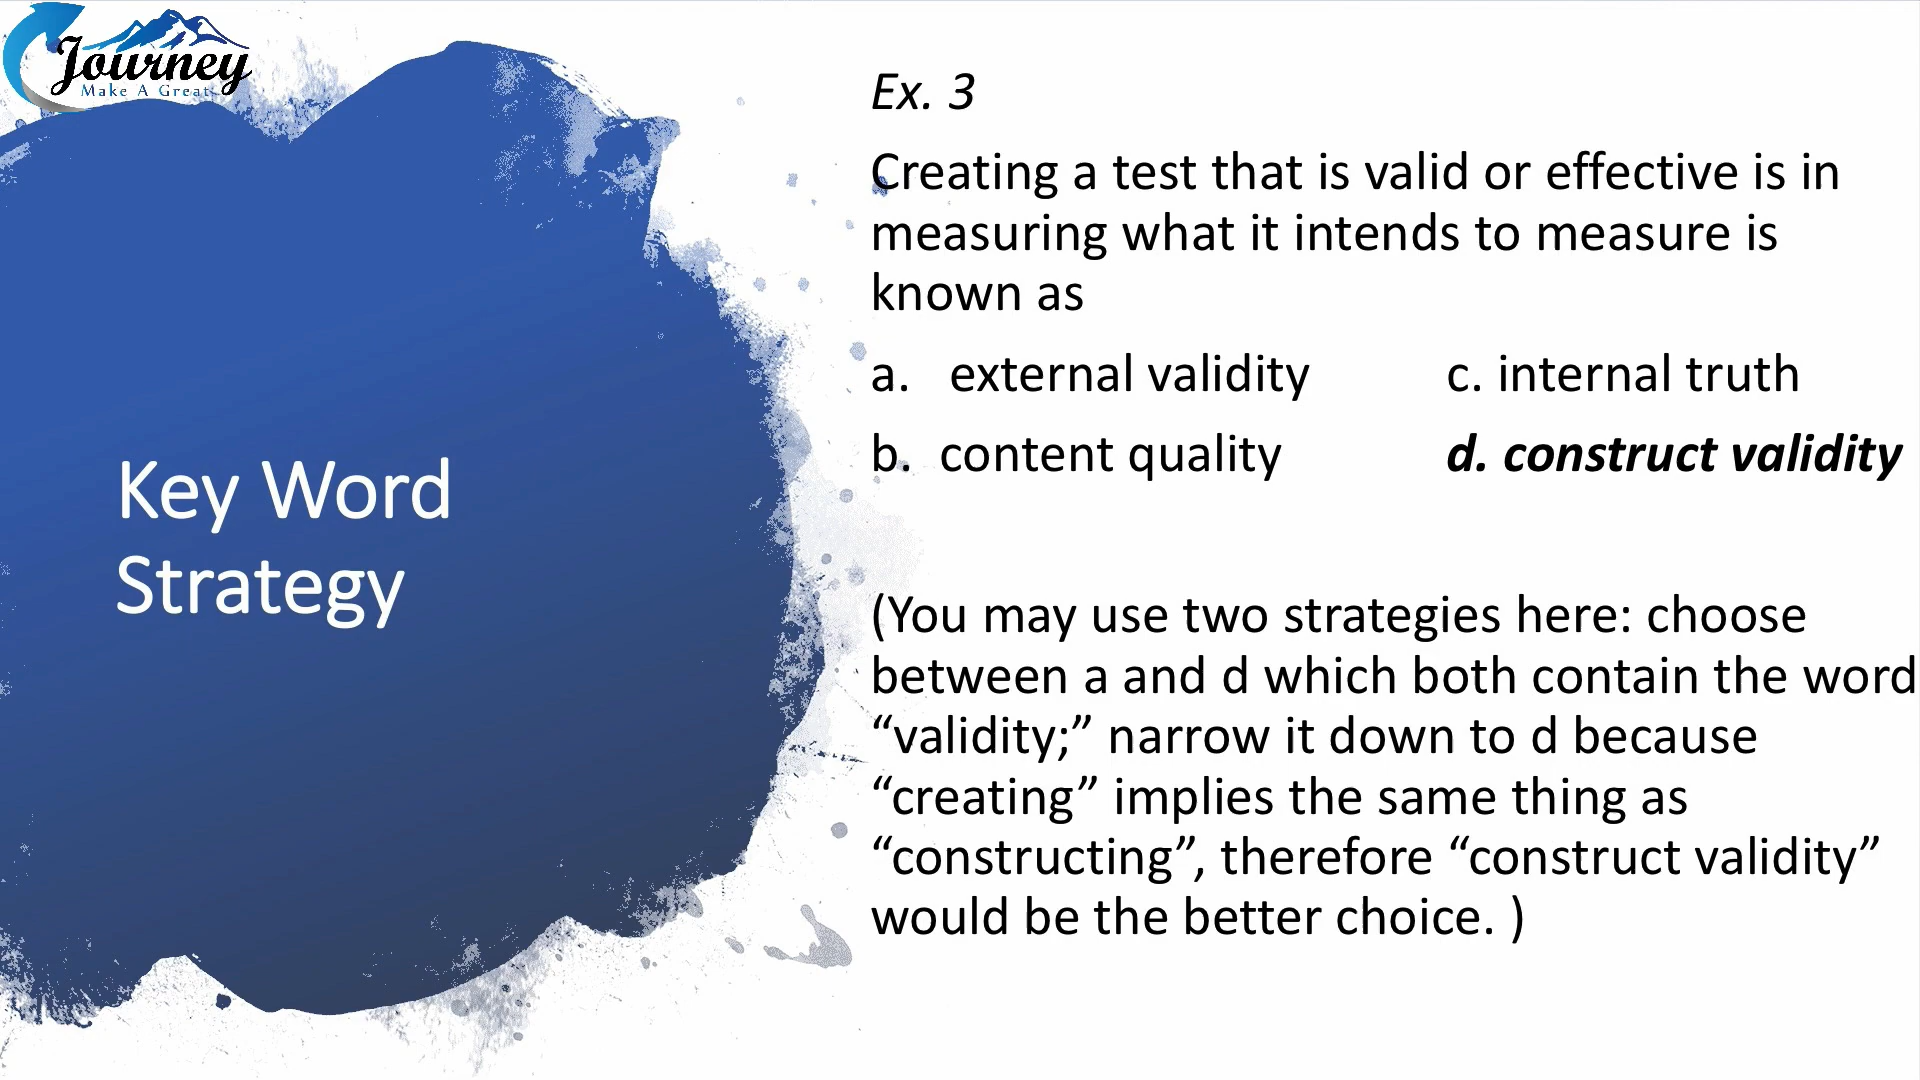 Journey
Make A Great
Key Word
Strategy
Ex. 3
Creating a test that is valid or effective is in
measuring what it intends to measure is
known as
a. external validity c. internal truth
b. content quality d. construct validity
(You may use two strategies here: choose
between a and d which both contain the word
“validity;” narrow it down to d because
“creating” implies the same thing as
“constructing”, therefore “construct validity”
would be the better choice. )